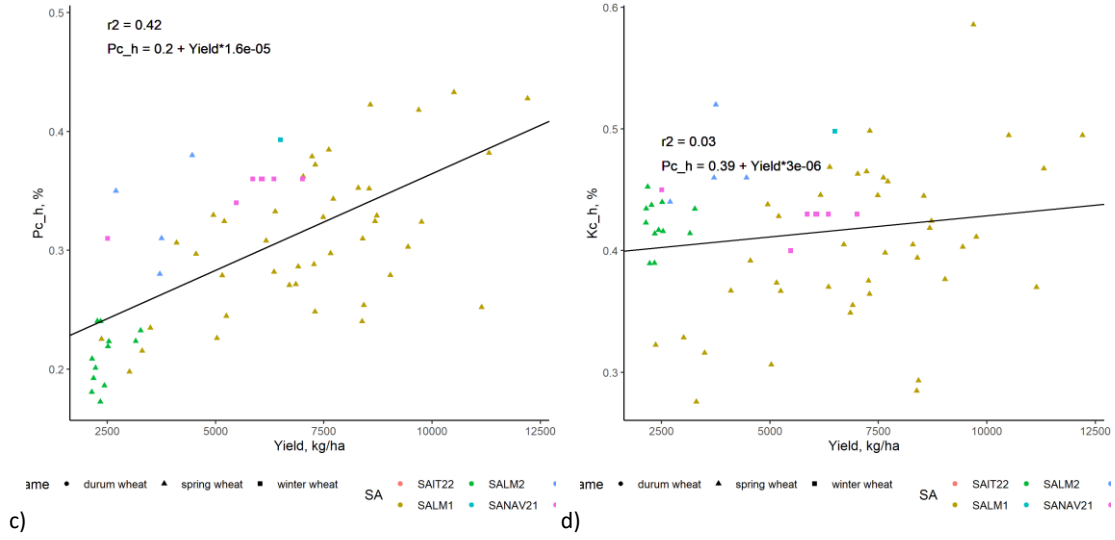 r2 = 0.42
Pc_h = 0.2 + Yield*1.6e-05
0.5
0.4
0.3
0.2
Pc_h, %
2500 5000 7500 10000 12500
Yield, kg/ha
ame durum wheat spring wheat winter wheat
SA
SAIT22 SALM2
SALM1 SANAV21
c)
r2 = 0.03
Pc_h = 0.39 + Yield*3e-06
0.6
0.5
0.4
0.3
Kc_h, %
2500 5000 7500 10000 12500
Yield, kg/ha
ame durum wheat spring wheat winter wheat
SA
SAIT22 SALM2
SALM1 SANAV21
d)